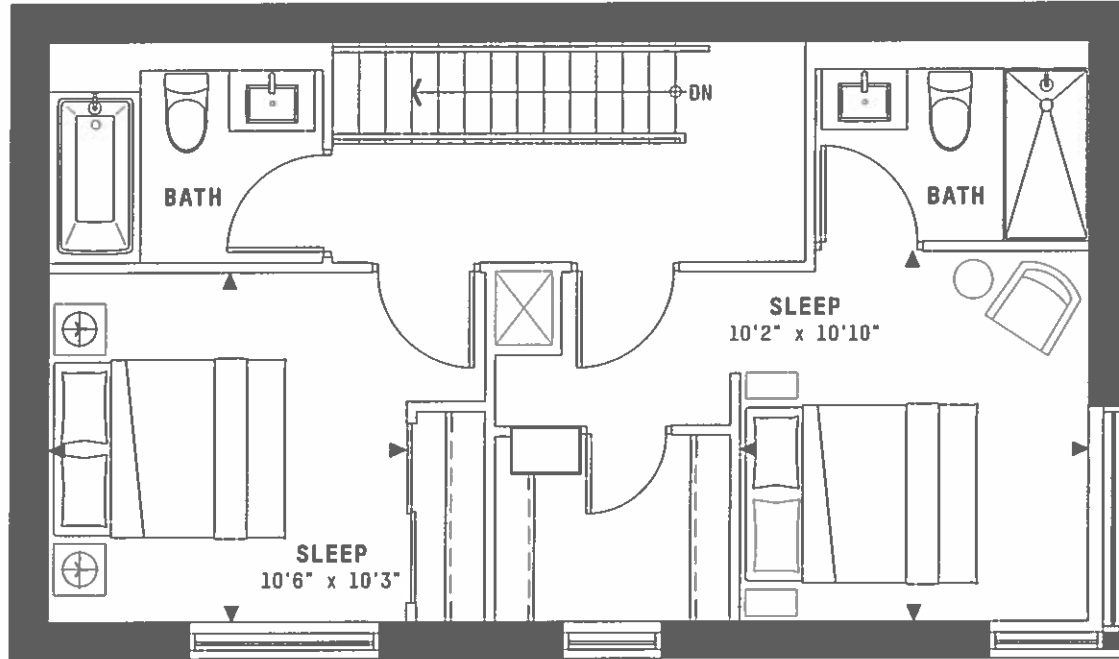 DN
BATH
BATH
SLEEP
10'2" x 10'10"
SLEEP
10'6" x 10'3"